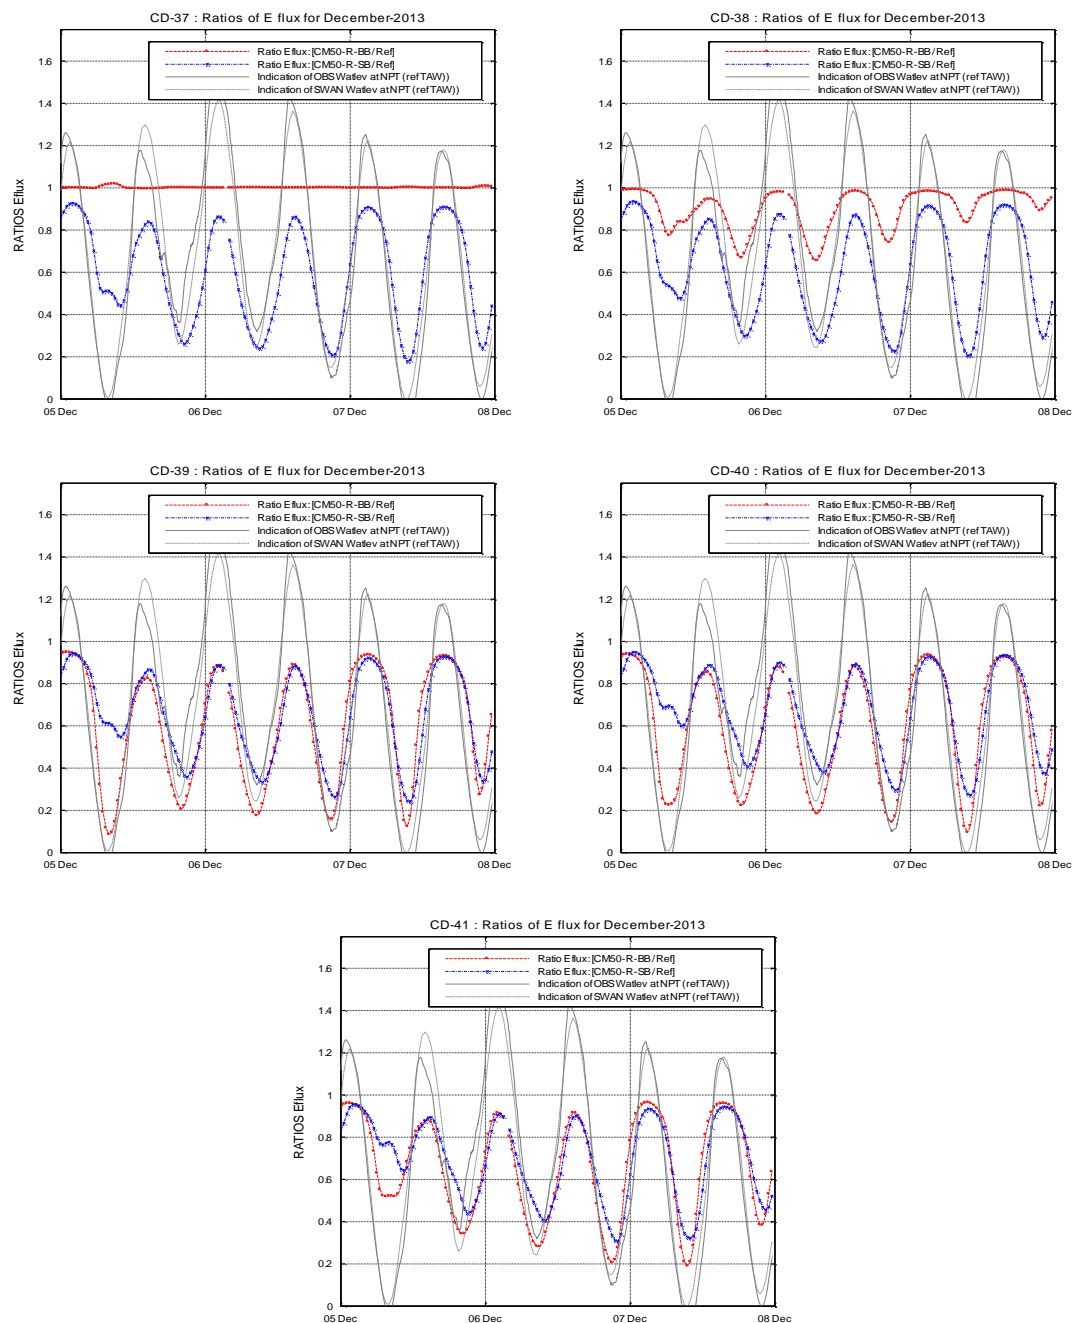 CD-37 : Ratios of E flux for December-2013
Ratio Eflux:[CM50-R-BB/Ref]
Ratio Eflux:[CM50-R-SB/Ref]
Indication of OBS Watlev at NPT (ref TAW))
Indication of SWAN Watlev at NPT (ref TAW))
RATIOS Eflux
1.6
1.4
1.2
1
0.8
0.6
0.4
0.2
0
05 Dec 06 Dec 07 Dec 08 Dec
CD-38 : Ratios of E flux for December-2013
Ratio Eflux:[CM50-R-BB/Ref]
Ratio Eflux:[CM50-R-SB/Ref]
Indication of OBS Watlev at NPT (ref TAW))
Indication of SWAN Watlev at NPT (ref TAW))
RATIOS Eflux
1.6
1.4
1.2
1
0.8
0.6
0.4
0.2
0
05 Dec 06 Dec 07 Dec 08 Dec
CD-39 : Ratios of E flux for December-2013
Ratio Eflux:[CM50-R-BB/Ref]
Ratio Eflux:[CM50-R-SB/Ref]
Indication of OBS Watlev at NPT (ref TAW))
Indication of SWAN Watlev at NPT (ref TAW))
RATIOS Eflux
1.6
1.4
1.2
1
0.8
0.6
0.4
0.2
0
05 Dec 06 Dec 07 Dec 08 Dec
CD-40 : Ratios of E flux for December-2013
Ratio Eflux:[CM50-R-BB/Ref]
Ratio Eflux:[CM50-R-SB/Ref]
Indication of OBS Watlev at NPT (ref TAW))
Indication of SWAN Watlev at NPT (ref TAW))
RATIOS Eflux
1.6
1.4
1.2
1
0.8
0.6
0.4
0.2
0
05 Dec 06 Dec 07 Dec 08 Dec
CD-41 : Ratios of E flux for December-2013
Ratio Eflux:[CM50-R-BB/Ref]
Ratio Eflux:[CM50-R-SB/Ref]
Indication of OBS Watlev at NPT (ref TAW))
Indication of SWAN Watlev at NPT (ref TAW))
RATIOS Eflux
1.6
1.4
1.2
1
0.8
0.6
0.4
0.2
0
05 Dec 06 Dec 07 Dec 08 Dec